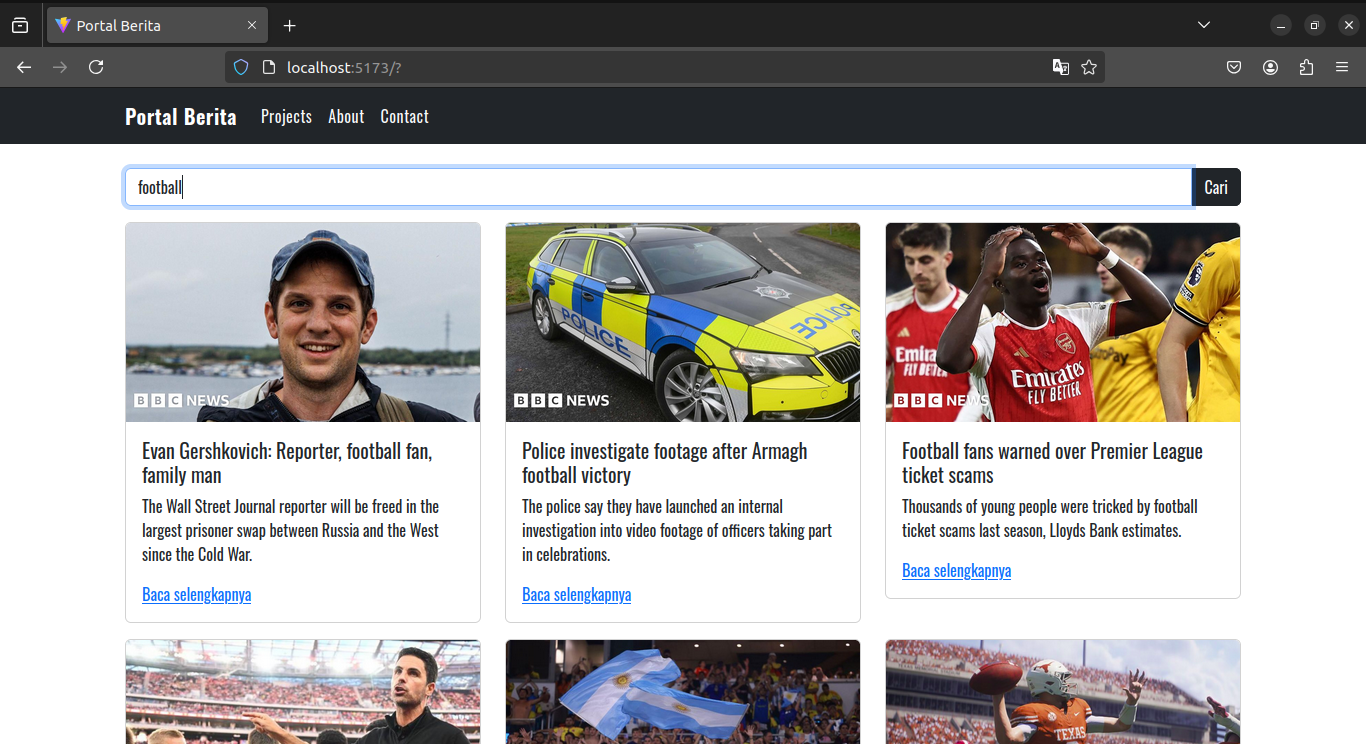 Portal Berita
localhost:5173/?
Portal Berita Projects About Contact
football Cari
BBC NEWS
Evan Gershkovich: Reporter, football fan,
family man
The Wall Street Journal reporter will be freed in the
largest prisoner swap between Russia and the West
since the Cold War.
Baca selengkapnya
POLICE
POLICE
BBC NEWS
Police investigate footage after Armagh
football victory
The police say they have launched an internal
investigation into video footage of officers taking part
in celebrations.
Baca selengkapnya
Emirates
FLY BETTER
BBC NEWS
Football fans warned over Premier League
ticket scams
Thousands of young people were tricked by football
ticket scams last season, Lloyds Bank estimates.
Baca selengkapnya
TEXAS